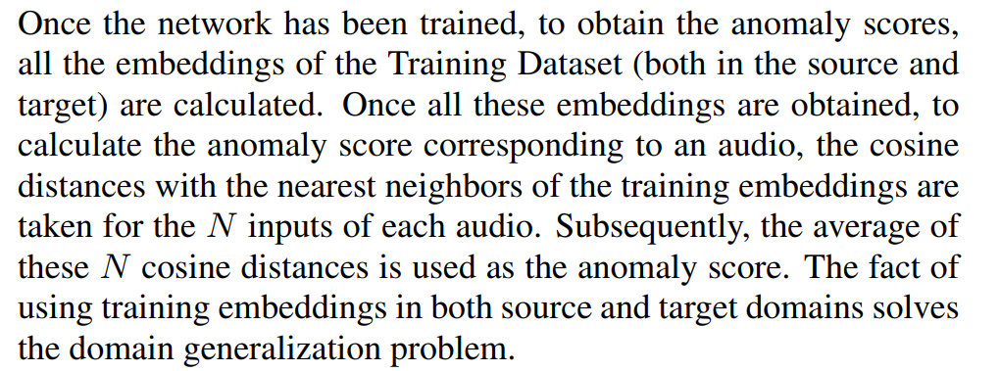 Once the network has been trained, to obtain the anomaly scores,
all the embeddings of the Training Dataset (both in the source and
target) are calculated. Once all these embeddings are obtained, to
calculate the anomaly score corresponding to an audio, the cosine
distances with the nearest neighbors of the training embeddings are
taken for the N inputs of each audio. Subsequently, the average of
these N cosine distances is used as the anomaly score. The fact of
using training embeddings in both source and target domains solves
the domain generalization problem.